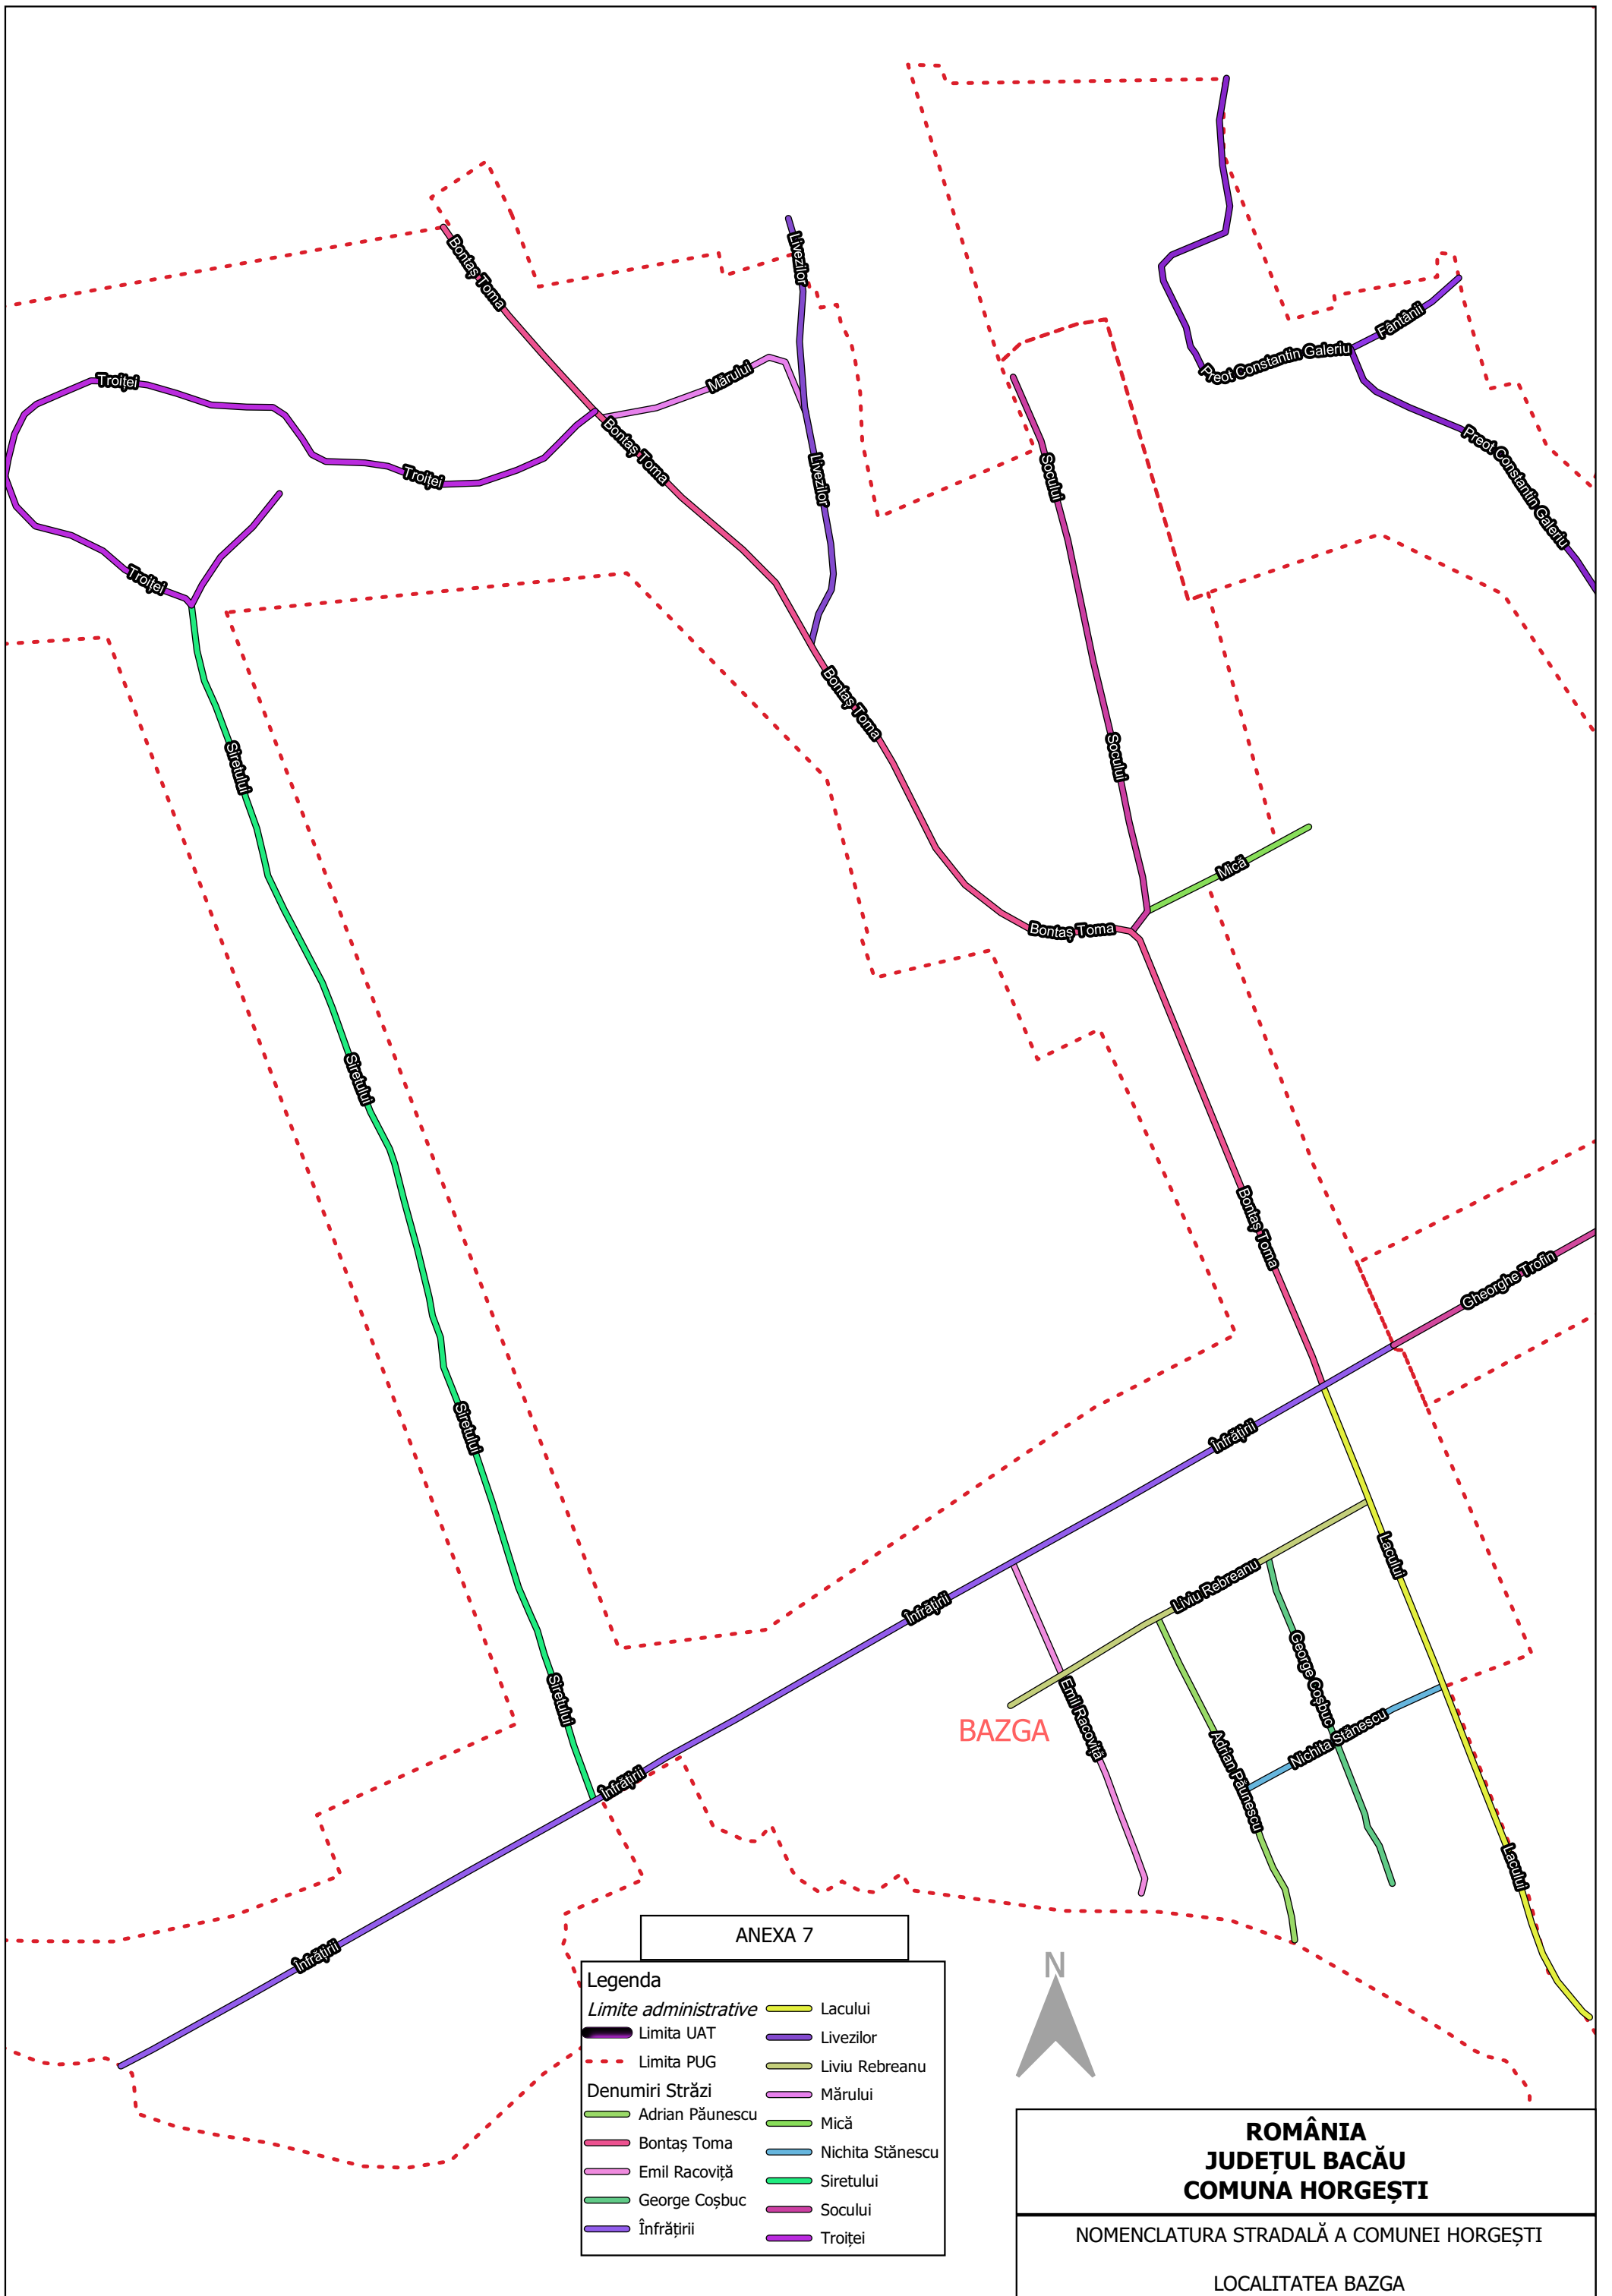 Bontaș Toma
Livezilor
Fântânii
Preot Constantin Galeriu
Mărului
Troiței
Bontaș Toma
Livezilor
Socului
Troiței
Preot Constantin Galeriu
Troiței
Bontaș Toma
Siretului
Socului
Mică
Bontaș Toma
Siretului
Bontaș Toma
Gheorghe Trofin
Siretului
Înfrățirii
Lacului
Liviu Rebreanu
Înfrățirii
George Coșbuc
Siretului
Emil Racoviță
BAZGA
Nichita Stănescu
Adrian Păunescu
Înfrățirii
Lacului
Înfrățirii
ANEXA 7
Legenda
Limite administrative
Limita UAT
Limita PUG
Denumiri Străzi
Adrian Păunescu
Bontaș Toma
Emil Racoviță
George Coșbuc
Înfrățirii
Lacului
Livezilor
Liviu Rebreanu
Mărului
Mică
Nichita Stănescu
Siretului
Socului
Troiței
N
ROMÂNIA
JUDEȚUL BACĂU
COMUNA HORGEȘTI
NOMENCLATURA STRADALĂ A COMUNEI HORGEȘTI
LOCALITATEA BAZGA